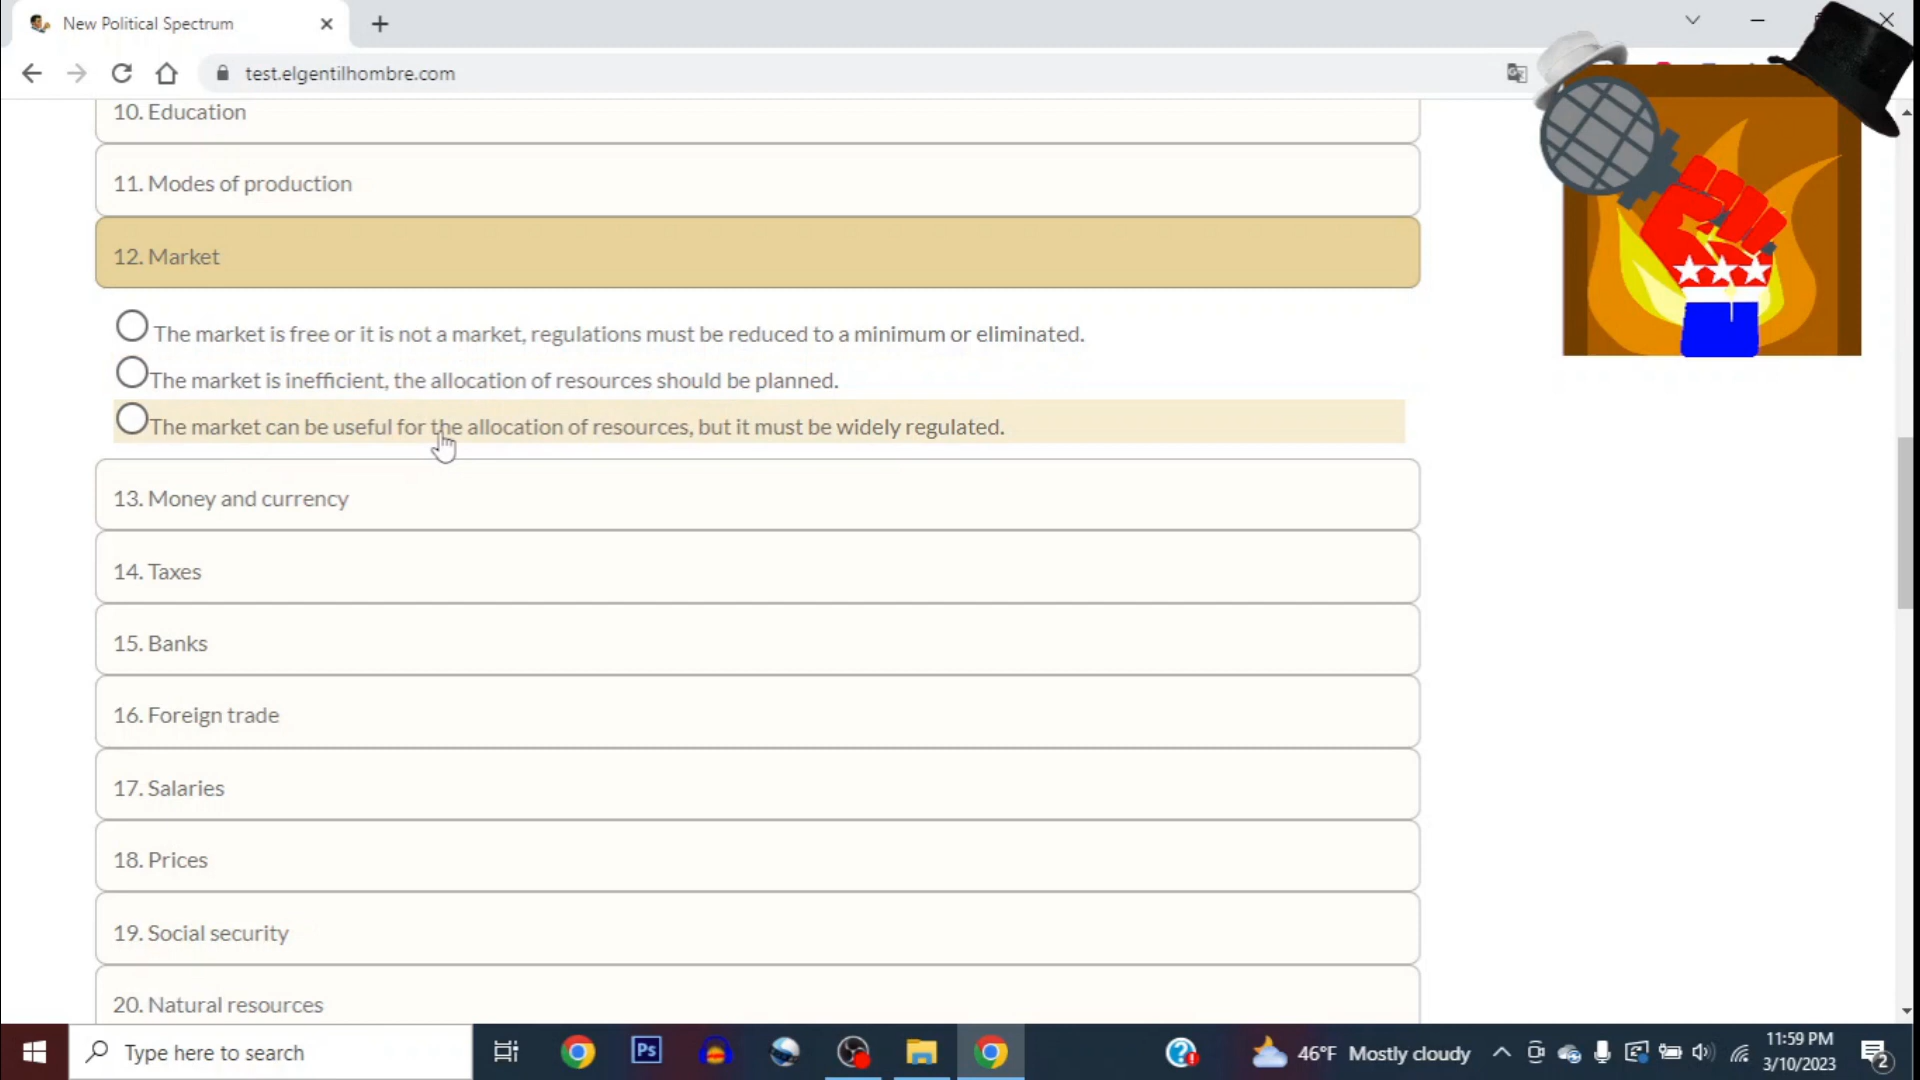 New Political Spectrum
test.elgentilhombre.com
10. Education
11. Modes of production
12. Market
The market is free or it is not a market, regulations must be reduced to a minimum or eliminated.
The market is inefficient, the allocation of resources should be planned.
The market can be useful for the allocation of resources, but it must be widely regulated.
13. Money and currency
14. Taxes
15. Banks
16. Foreign trade
17. Salaries
18. Prices
19. Social security
20. Natural resources
Type here to search
Ps
46°F Mostly cloudy
11:59 PM
3/10/2023
2